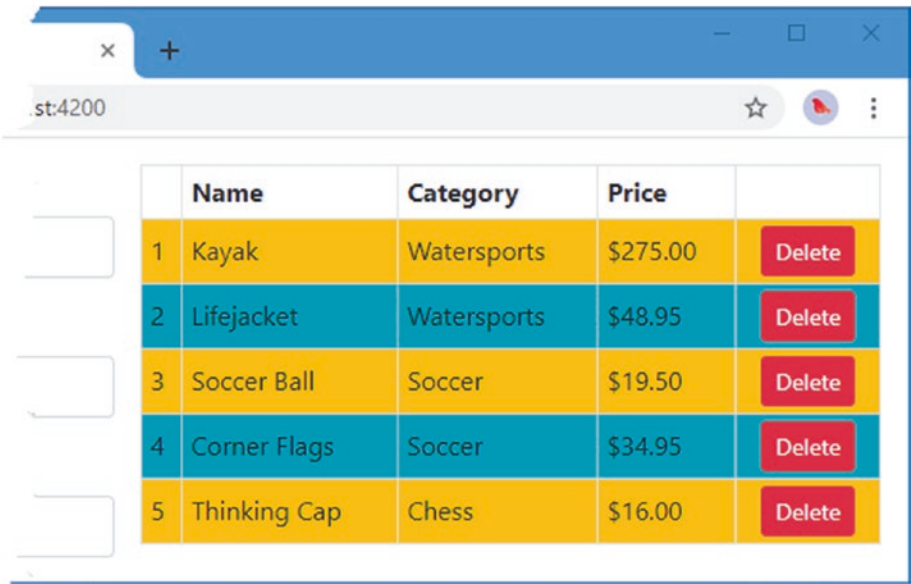 st:4200
Name Category Price
1 Kayak Watersports $275.00 Delete
2 Lifejacket Watersports $48.95 Delete
3 Soccer Ball Soccer $19.50 Delete
4 Corner Flags Soccer $34.95 Delete
5 Thinking Cap Chess $16.00 Delete